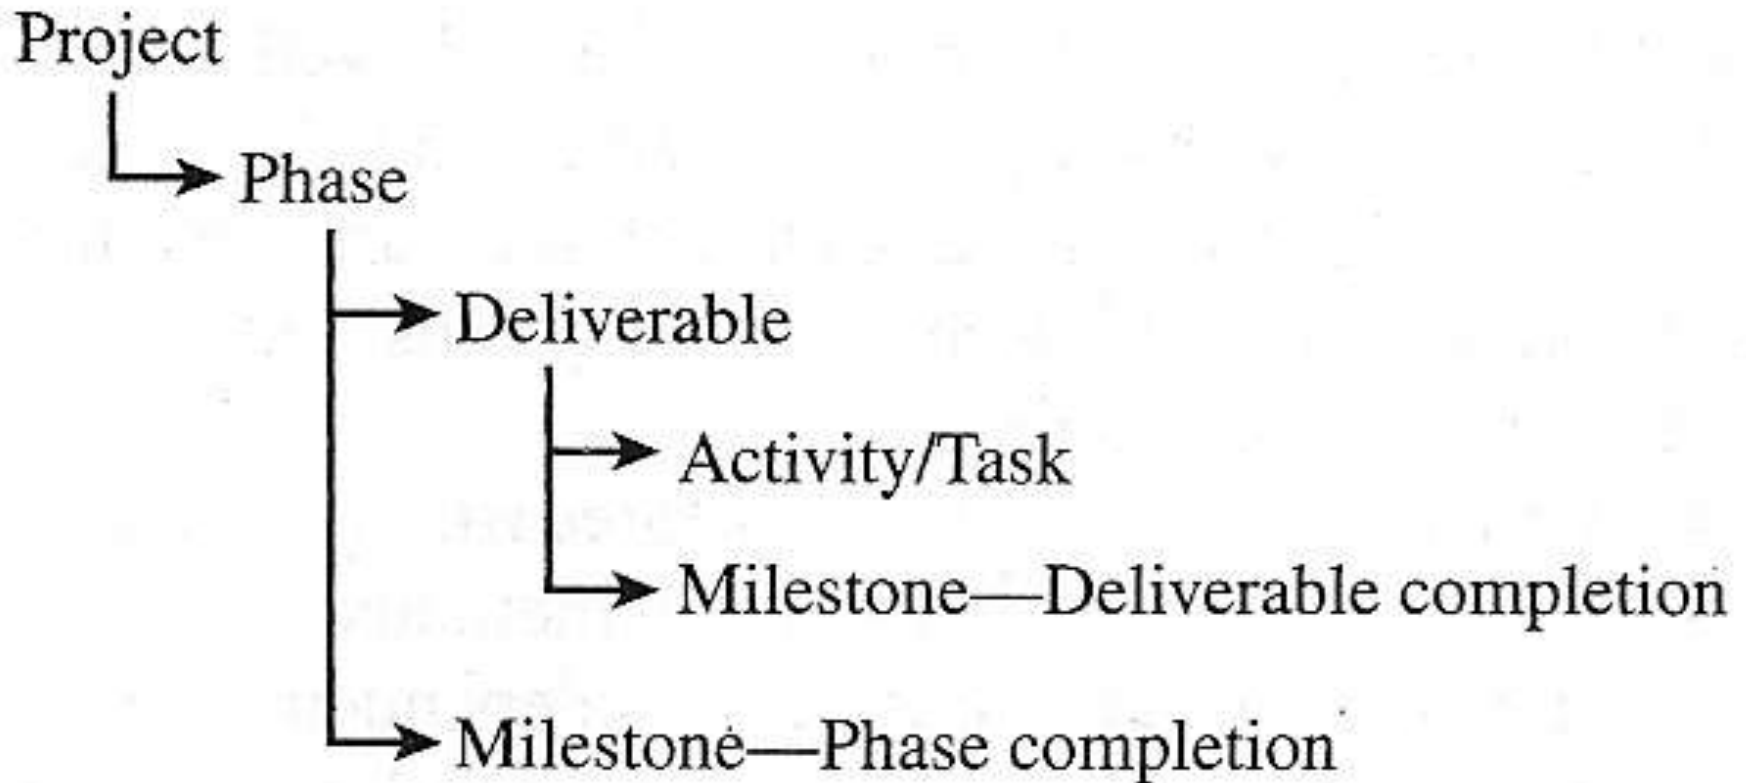 Project
Phase
Deliverable
Activity/Task
Milestone—Deliverable completion
Milestone—Phase completion